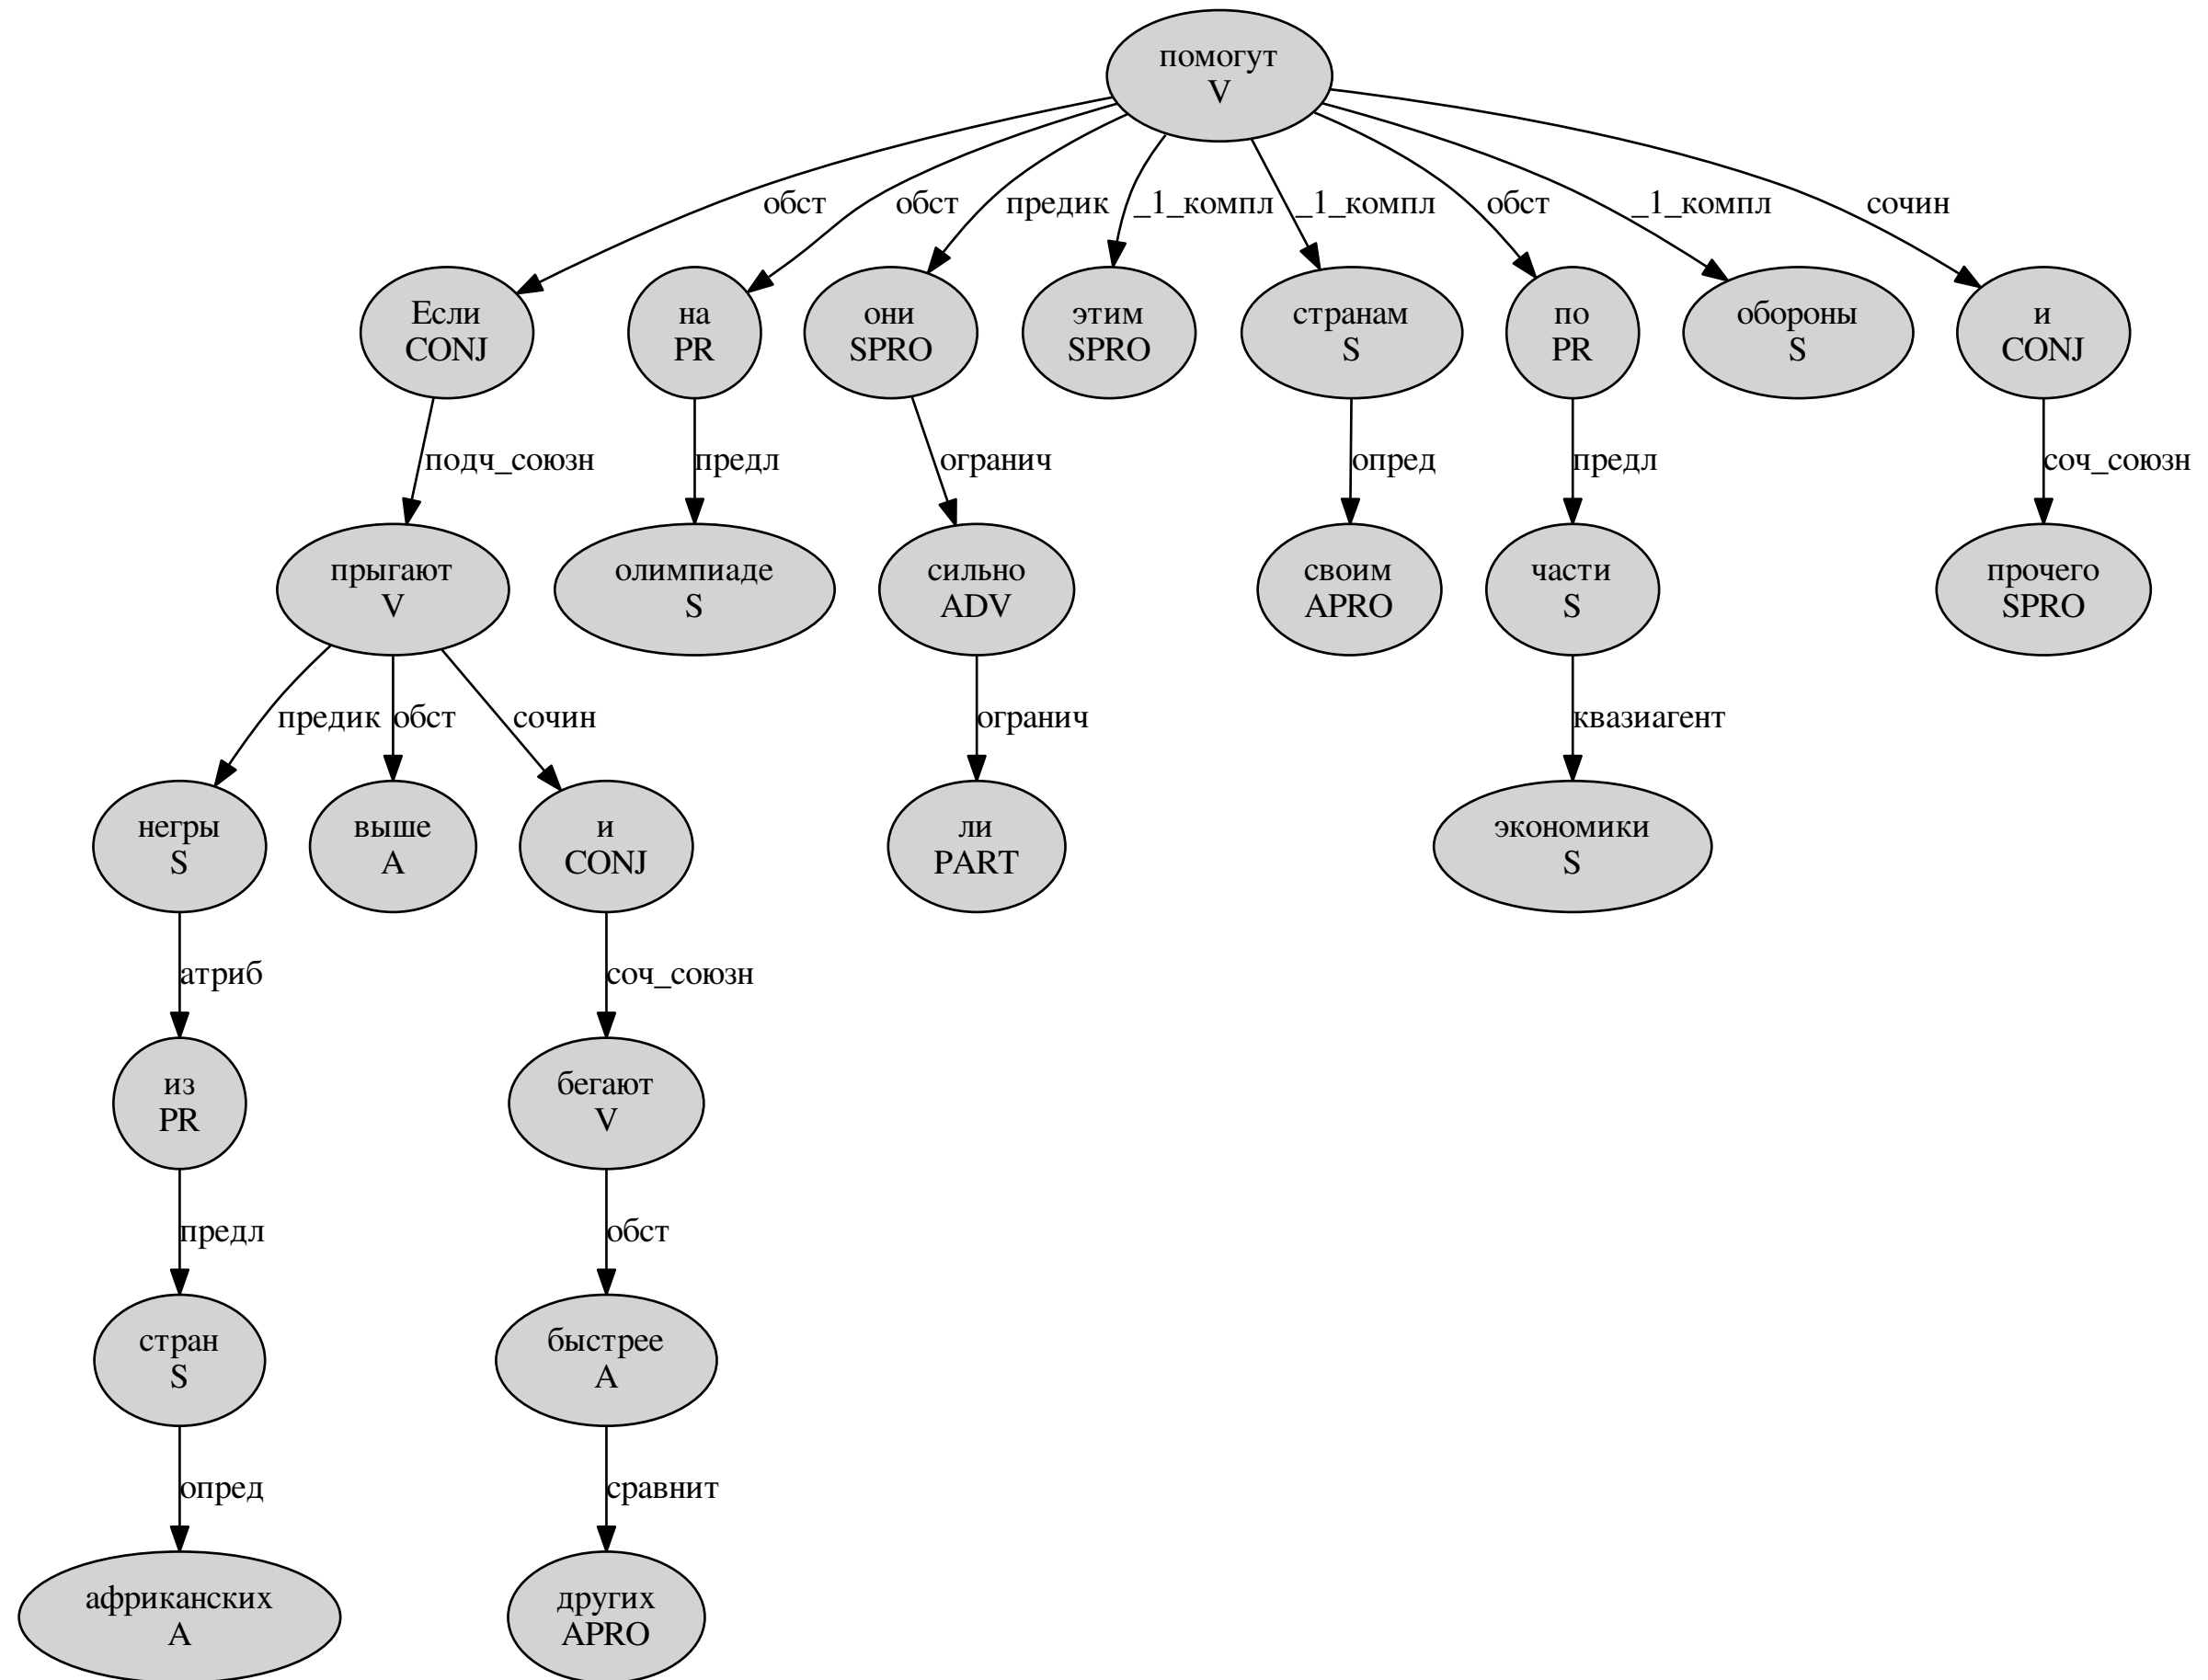 помогут
V
обст
обст
предик
_1_компл
_1_компл
обст
_1_компл
сочин
Если
CONJ
на
PR
они
SPRO
этим
SPRO
странам
S
по
PR
обороны
S
и
CONJ
подч_союзн
предл
огранич
опред
предл
соч_союзн
прыгают
V
олимпиаде
S
сильно
ADV
своим
APRO
части
S
прочего
SPRO
предик
обст
сочин
огранич
квазиагент
негры
S
выше
A
и
CONJ
ли
PART
экономики
S
атриб
соч_союзн
из
PR
бегают
V
предл
обст
стран
S
быстрее
A
опред
сравнит
африканских
A
других
APRO